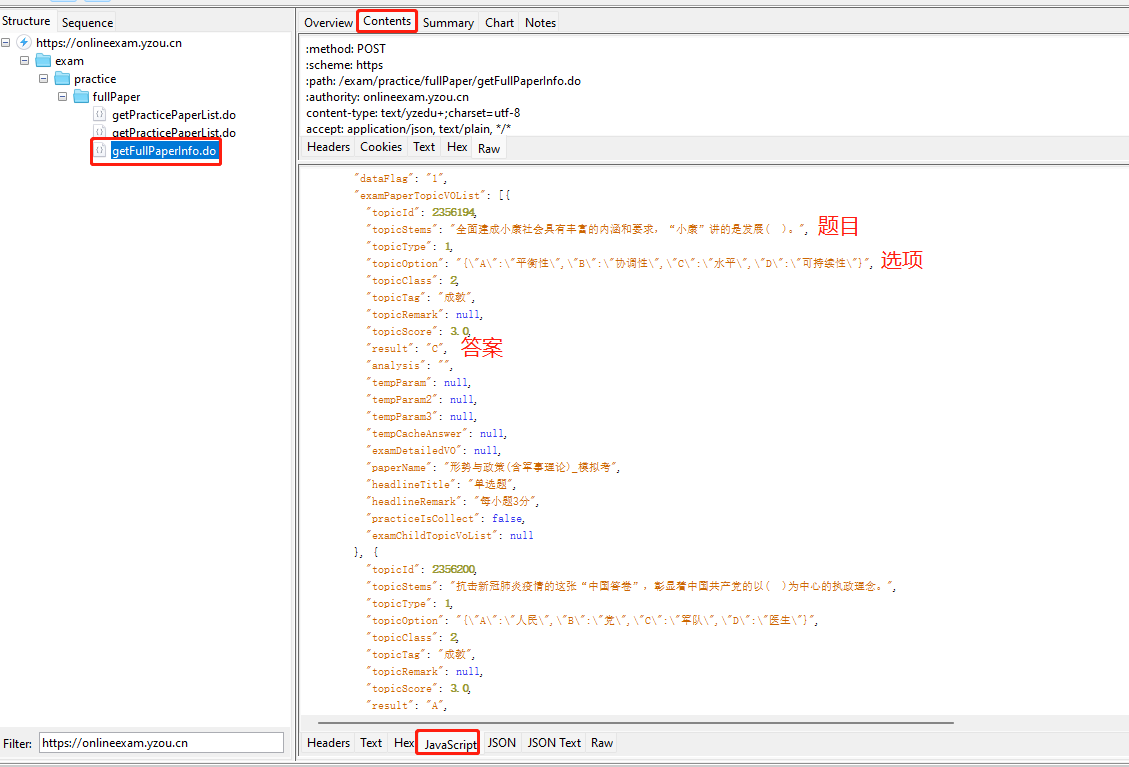 Structure
Sequence
https://onlineexam.yzou.cn
exam
practice
fullPaper
getPracticePaperList.do
getPracticePaperList.do
getFullPaperInfo.do
Filter: https://onlineexam.yzou.cn
Overview Contents Summary Chart Notes
:method: POST
:scheme: https
:path: /exam/practice/fullPaper/getFullPaperInfo.do
:authority: onlineexam.yzou.cn
content-type: text/yzedu+;charset=utf-8
accept: application/json, text/plain, */*
Headers Cookies Text Hex Raw
"dataFlag": "1",
"examPaperTopicVOList": [{
"topicId": 2356194,
"topicStems": "全面建成小康社会具有丰富的内涵和要求，“小康”讲的是发展(　)。", 题目
"topicType": 1,
"topicOption": "{\"A\":\"平衡性\",\"B\":\"协调性\",\"C\":\"水平\",\"D\":\"可持续性\"}", 选项
"topicClass": 2,
"topicTag": "成教",
"topicRemark": null,
"topicScore": 3.0,
"result": "C", 答案
"analysis": "",
"tempParam": null,
"tempParam2": null,
"tempParam3": null,
"tempCacheAnswer": null,
"examDetailedVO": null,
"paperName": "形势与政策(含军事理论)_模拟考",
"headlineTitle": "单选题",
"headlineRemark": "每小题3分",
"practiceIsCollect": false,
"examChildTopicVoList": null
}, {
"topicId": 2356200,
"topicStems": "抗击新冠肺炎疫情的这张“中国答卷”，彰显着中国共产党的以(　)为中心的执政理念。",
"topicType": 1,
"topicOption": "{\"A\":\"人民\",\"B\":\"党\",\"C\":\"军队\",\"D\":\"医生\"}",
"topicClass": 2,
"topicTag": "成教",
"topicRemark": null,
"topicScore": 3.0,
"result": "A",
Headers Text Hex JavaScript JSON JSON Text Raw